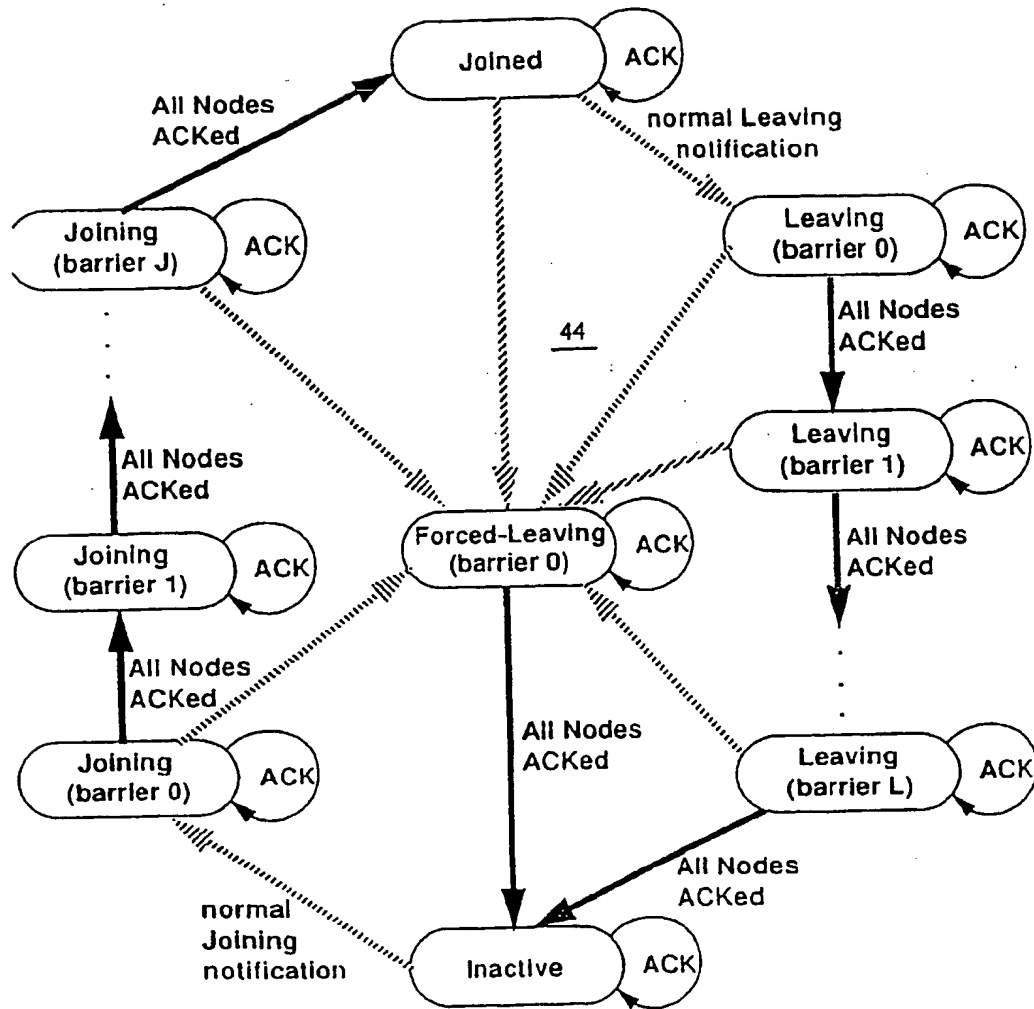 Joined
ACK
All Nodes
ACKed
normal Leaving
notification
Joining
(barrier J)
ACK
Leaving
(barrier 0)
ACK
44
All Nodes
ACKed
All Nodes
ACKed
Leaving
(barrier 1)
ACK
Forced-Leaving
(barrier 0)
ACK
Joining
(barrier 1)
ACK
All Nodes
ACKed
All Nodes
ACKed
All Nodes
ACKed
Joining
(barrier 0)
ACK
Leaving
(barrier L)
ACK
All Nodes
ACKed
normal
Joining
notification
Inactive
ACK